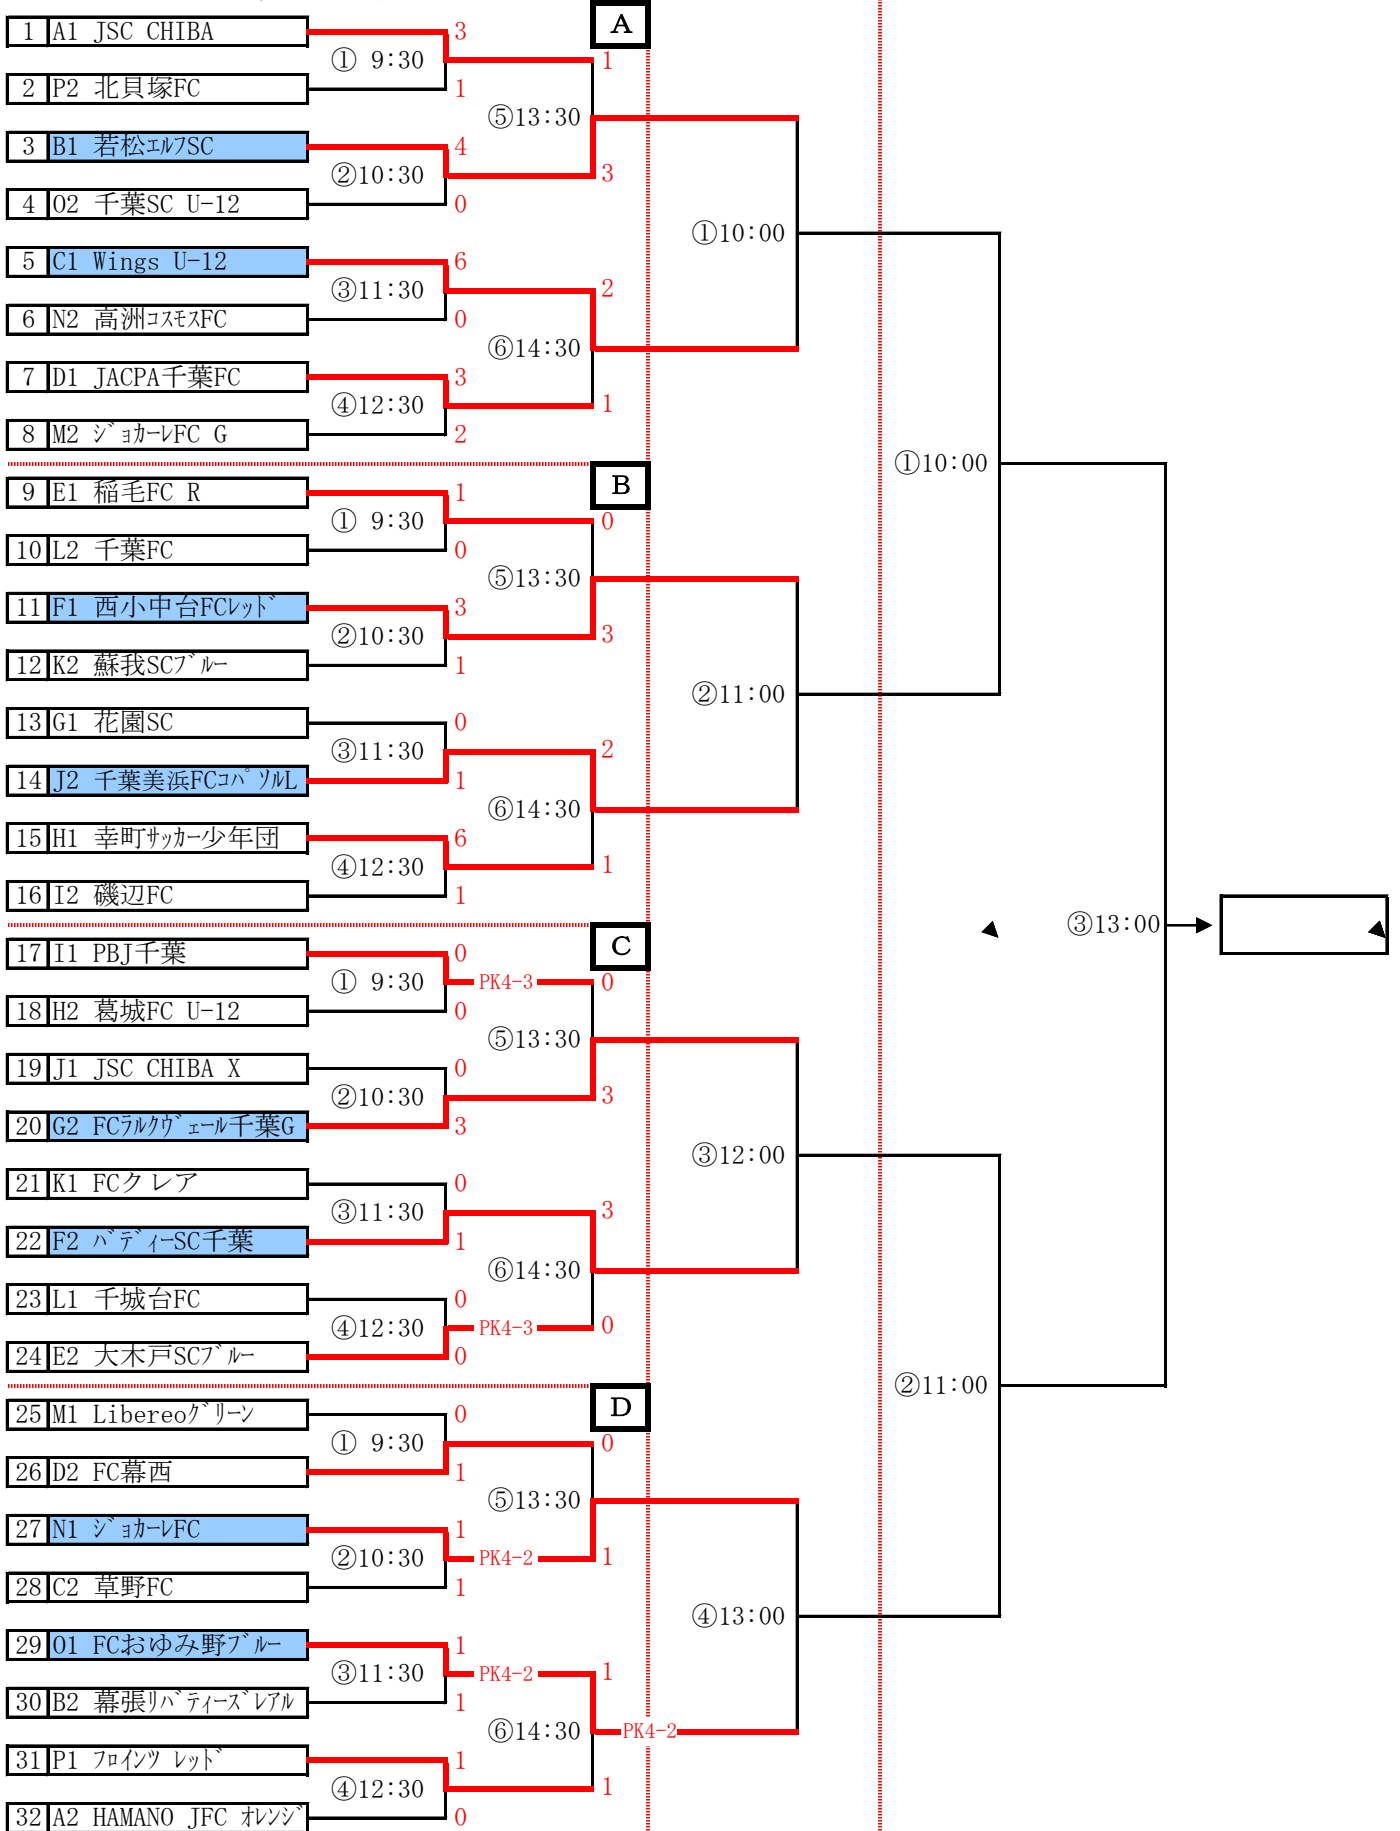 A
1 A1 JSC CHIBA 3
① 9:30 1
2 P2 北貝塚FC 1
⑤13:30
3 B1 若松エルフSC 4
②10:30 3
4 O2 千葉SC U-12 0
①10:00
5 C1 Wings U-12 6
③11:30 2
6 N2 高洲コスモスFC 0
⑥14:30
7 D1 JACPA千葉FC 3
④12:30 1
8 M2 ジョカーレFC G 2
①10:00
B
9 E1 稲毛FC R 1
① 9:30 0
10 L2 千葉FC 0
⑤13:30
11 F1 西小中台FCレッド 3
②10:30 3
12 K2 蘇我SCブルー 1
②11:00
13 G1 花園SC 0
③11:30 2
14 J2 千葉美浜FCコパソルL 1
⑥14:30
15 H1 幸町サッカー少年団 6
④12:30 1
16 I2 磯辺FC 1
③13:00
C
17 I1 PBJ千葉 0
① 9:30 PK4-3 0
18 H2 葛城FC U-12 0
⑤13:30
19 J1 JSC CHIBA X 0
②10:30 3
20 G2 FCラルクヴェール千葉G 3
③12:00
21 K1 FCクレア 0
③11:30 3
22 F2 バディーSC千葉 1
⑥14:30
23 L1 千城台FC 0
④12:30 PK4-3 0
24 E2 大木戸SCブルー 0
②11:00
D
25 M1 Libereoグリーン 0
① 9:30 0
26 D2 FC幕西 1
⑤13:30
27 N1 ジョカーレFC 1
②10:30 PK4-2 1
28 C2 草野FC 1
④13:00
29 O1 FCおゆみ野ブルー 1
③11:30 PK4-2 1
30 B2 幕張リバティーズレアル 1
⑥14:30 PK4-2
31 P1 フロインツ レッド 1
④12:30 1
32 A2 HAMANO JFC オレンジ 0